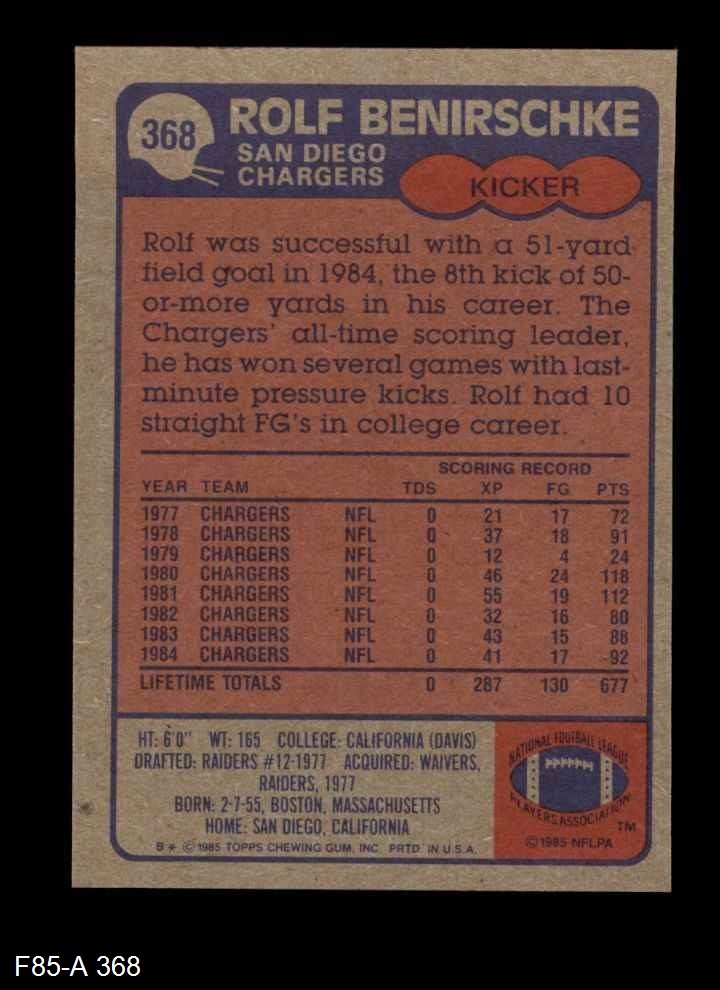 368
ROLF BENIRSCHKE
SAN DIEGO
CHARGERS
KICKER
Rolf was successful with a 51-yard
field goal in 1984, the 8th kick of 50-
or-more yards in his career. The
Chargers' all-time scoring leader,
he has won several games with last-
minute pressure kicks. Rolf had 10
straight FG's in college career.
SCORING RECORD
YEAR TEAM TDS XP FG PTS
1977 CHARGERS NFL 0 21 17 72
1978 CHARGERS NFL 0 37 18 91
1979 CHARGERS NFL 0 12 4 24
1980 CHARGERS NFL 0 46 24 118
1981 CHARGERS NFL 0 55 19 112
1982 CHARGERS NFL 0 32 16 80
1983 CHARGERS NFL 0 43 15 88
1984 CHARGERS NFL 0 41 17 92
LIFETIME TOTALS 0 287 130 677
HT: 6'0" WT: 165 COLLEGE: CALIFORNIA (DAVIS)
DRAFTED: RAIDERS #12-1977 ACQUIRED: WAIVERS,
RAIDERS, 1977
BORN: 2-7-55, BOSTON, MASSACHUSETTS
HOME: SAN DIEGO, CALIFORNIA
B * © 1985 TOPPS CHEWING GUM, INC. PRTD. IN U.S.A.
NATIONAL FOOTBALL LEAGUE
PLAYERS ASSOCIATION
TM
© 1985 NFLPA
F85-A 368